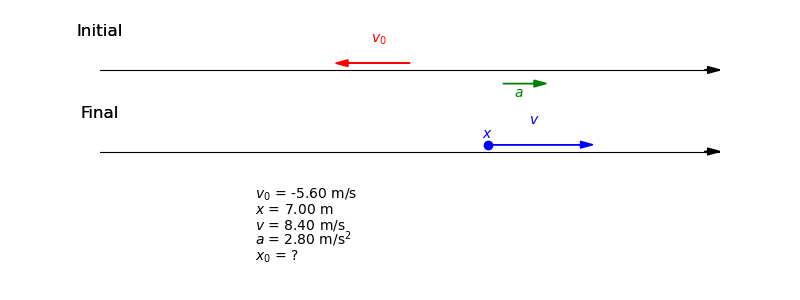 Initial
v₀
a
Final
v
x
v₀ = -5.60 m/s
x = 7.00 m
v = 8.40 m/s
a = 2.80 m/s²
x₀ = ?